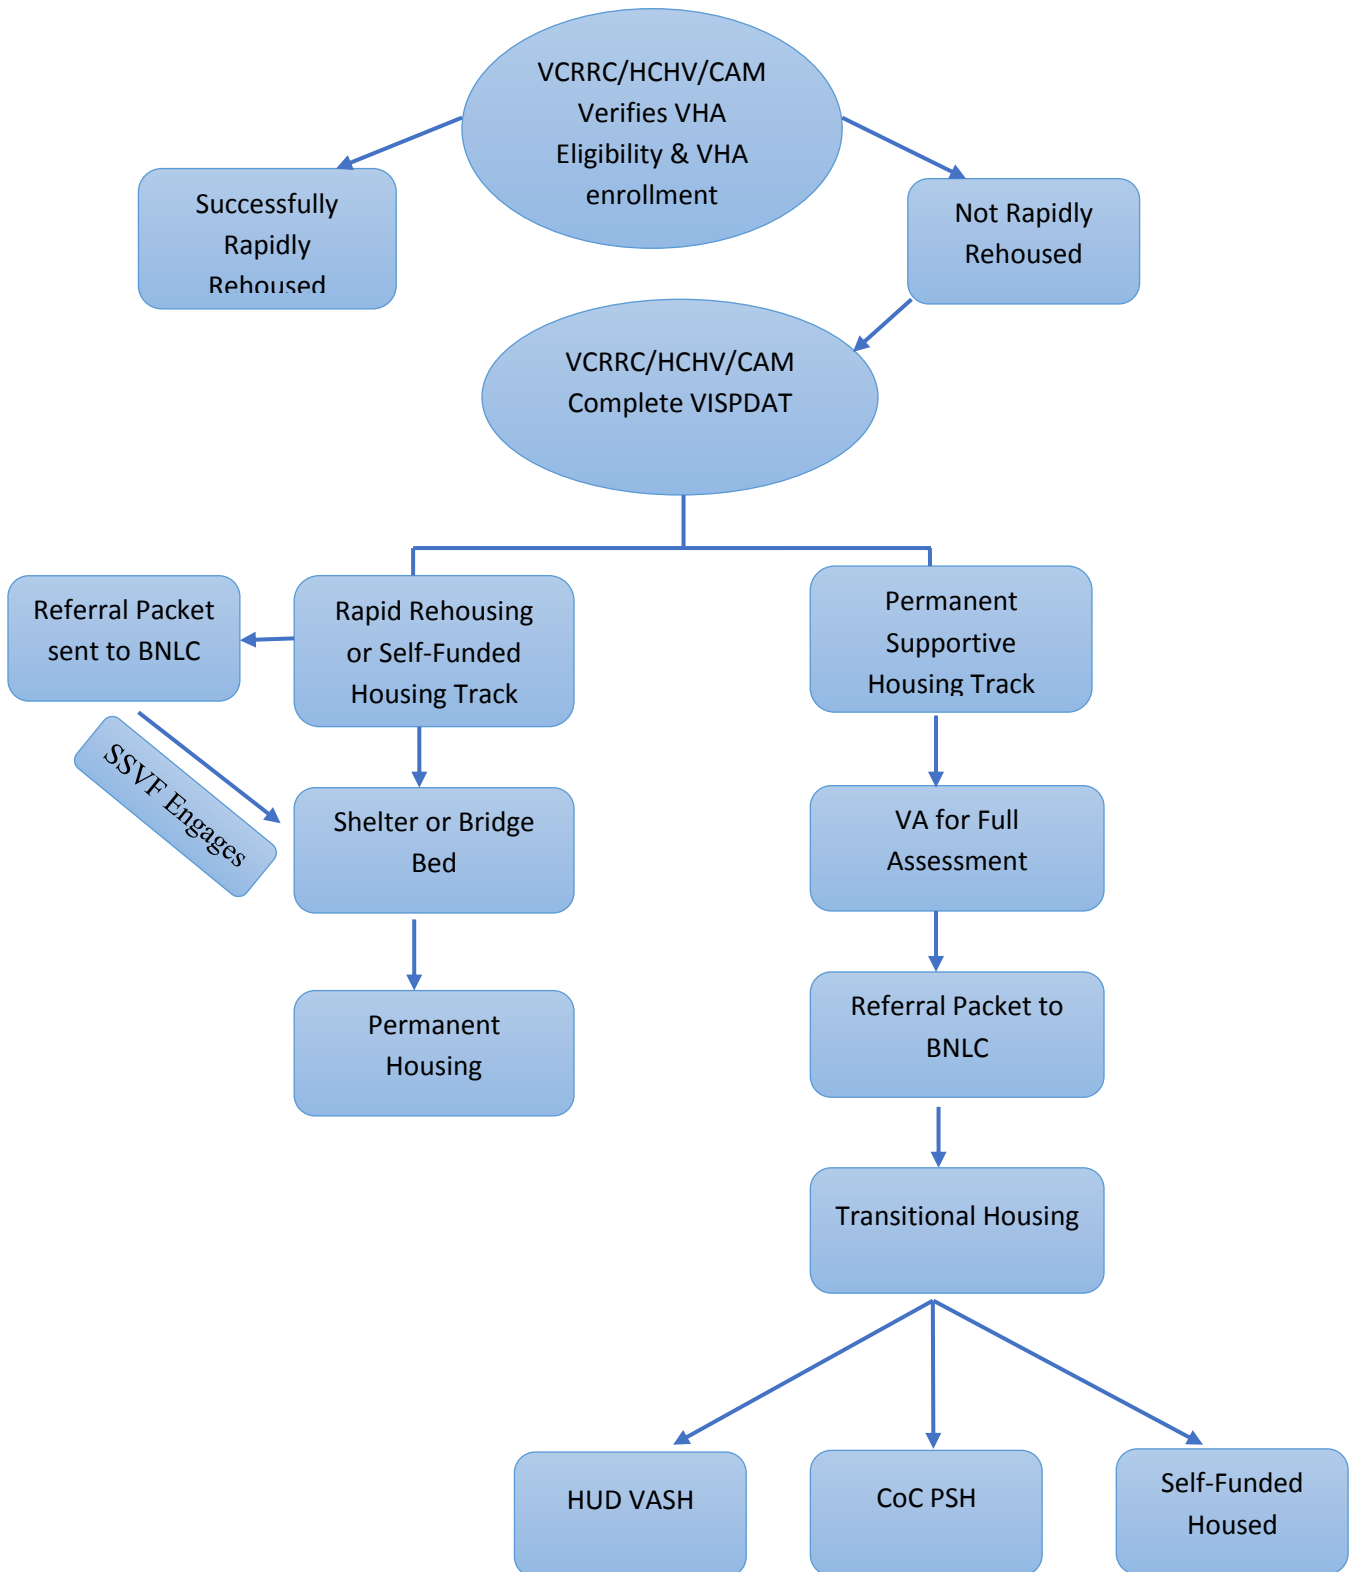 VCRRC/HCHV/CAM
Verifies VHA
Eligibility & VHA
enrollment
Successfully
Rapidly
Rehoused
Not Rapidly
Rehoused
VCRRC/HCHV/CAM
Complete VISPDAT
Referral Packet
sent to BNLC
Rapid Rehousing
or Self-Funded
Housing Track
Permanent
Supportive
Housing Track
SSVF Engages
Shelter or Bridge
Bed
VA for Full
Assessment
Permanent
Housing
Referral Packet to
BNLC
Transitional Housing
HUD VASH
CoC PSH
Self-Funded
Housed